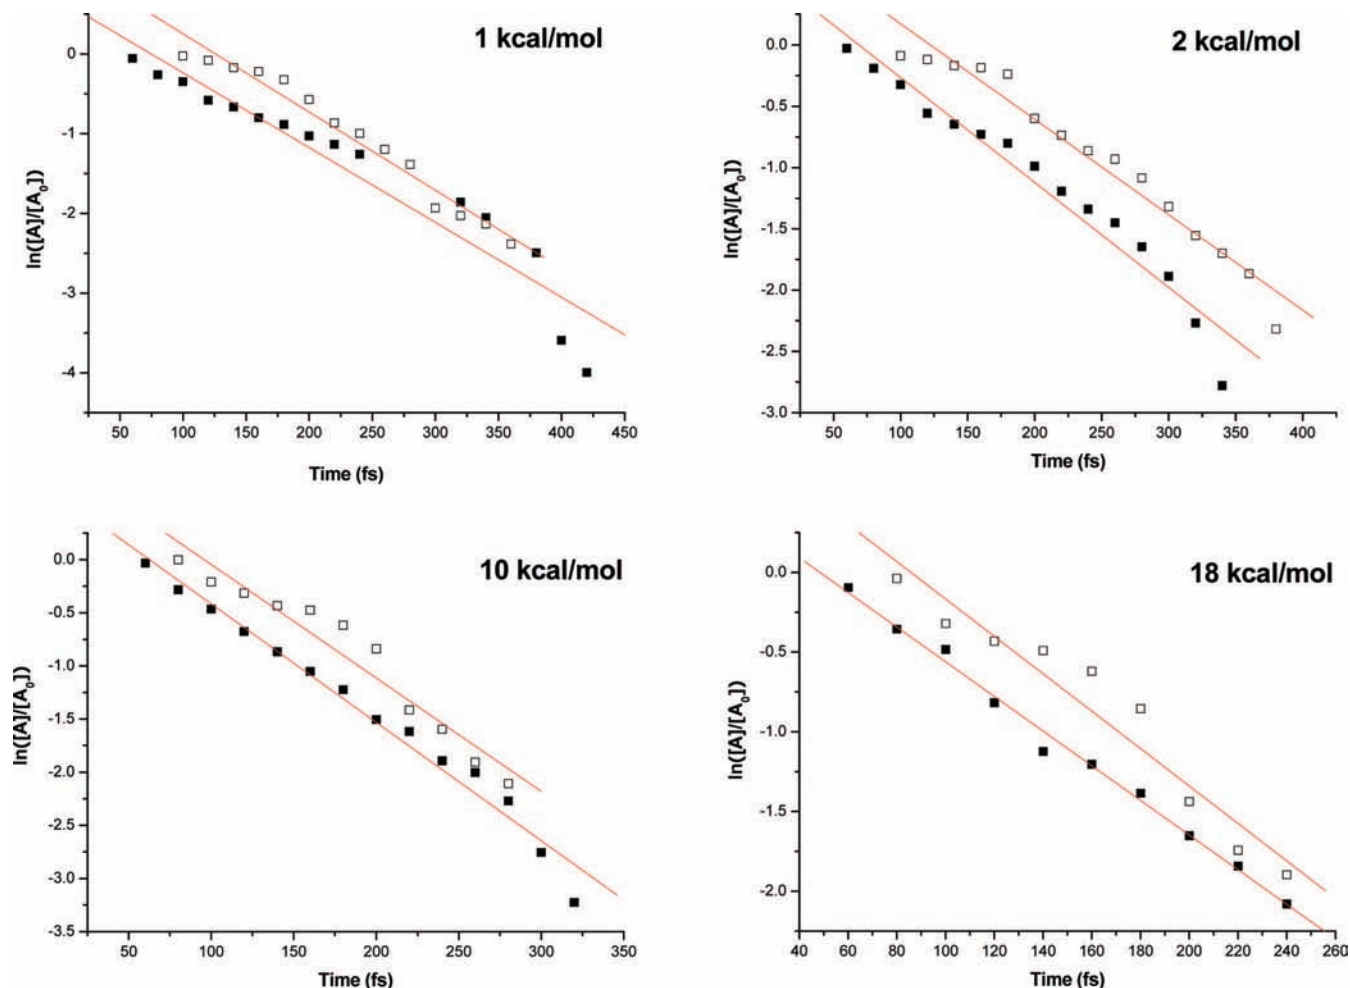 1 kcal/mol
0
-1
-2
-3
-4
ln([A]/[A0])
50 100 150 200 250 300 350 400 450
Time (fs)
2 kcal/mol
0.0
-0.5
-1.0
-1.5
-2.0
-2.5
-3.0
ln([A]/[A0])
50 100 150 200 250 300 350 400
Time (fs)
10 kcal/mol
0.0
-0.5
-1.0
-1.5
-2.0
-2.5
-3.0
-3.5
ln([A]/[A0])
50 100 150 200 250 300 350
Time (fs)
18 kcal/mol
0.0
-0.5
-1.0
-1.5
-2.0
ln([A]/[A0])
40 60 80 100 120 140 160 180 200 220 240 260
Time (fs)